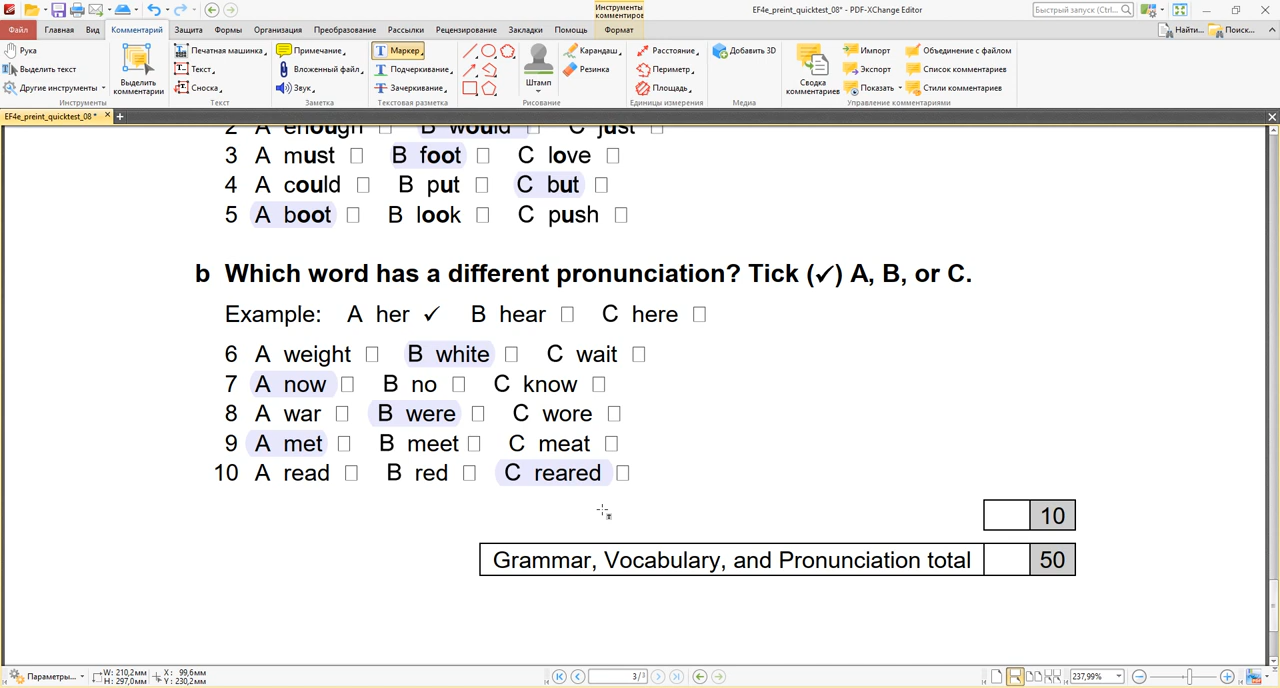 Инструменты комментиров
EF4e_preint_quicktest_08* - PDF-XChange Editor
Быстрый запуск (Ctrl...
Файл Главная Вид Комментарий Защита Формы Организация Преобразование Рассылки Рецензирование Закладки Помощь Формат
Найти... Поиск...
Рука
Выделить текст
Другие инструменты
Инструменты
Выделить комментарии
Печатная машинка
Текст
Сноска
Текст
Примечание
Вложенный файл
Звук
Заметка
Маркер
Подчеркивание
Зачеркивание
Текстовая разметка
Штамп
Карандаш
Резинка
Рисование
Расстояние
Периметр
Площадь
Единицы измерения
Добавить 3D
Медиа
Сводка комментариев
Импорт
Экспорт
Показать
Объединение с файлом
Список комментариев
Стили комментариев
Управление комментариями
EF4e_preint_quicktest_08 *
2 A enough B would C just
3 A must B foot C love
4 A could B put C but
5 A boot B look C push
b Which word has a different pronunciation? Tick (✓) A, B, or C.
Example: A her ✓ B hear C here
6 A weight B white C wait
7 A now B no C know
8 A war B were C wore
9 A met B meet C meat
10 A read B red C reared
10
Grammar, Vocabulary, and Pronunciation total 50
Параметры...
W: 210,2мм
H: 297,0мм
X: 99,6мм
Y: 230,2мм
3/3
237,99%